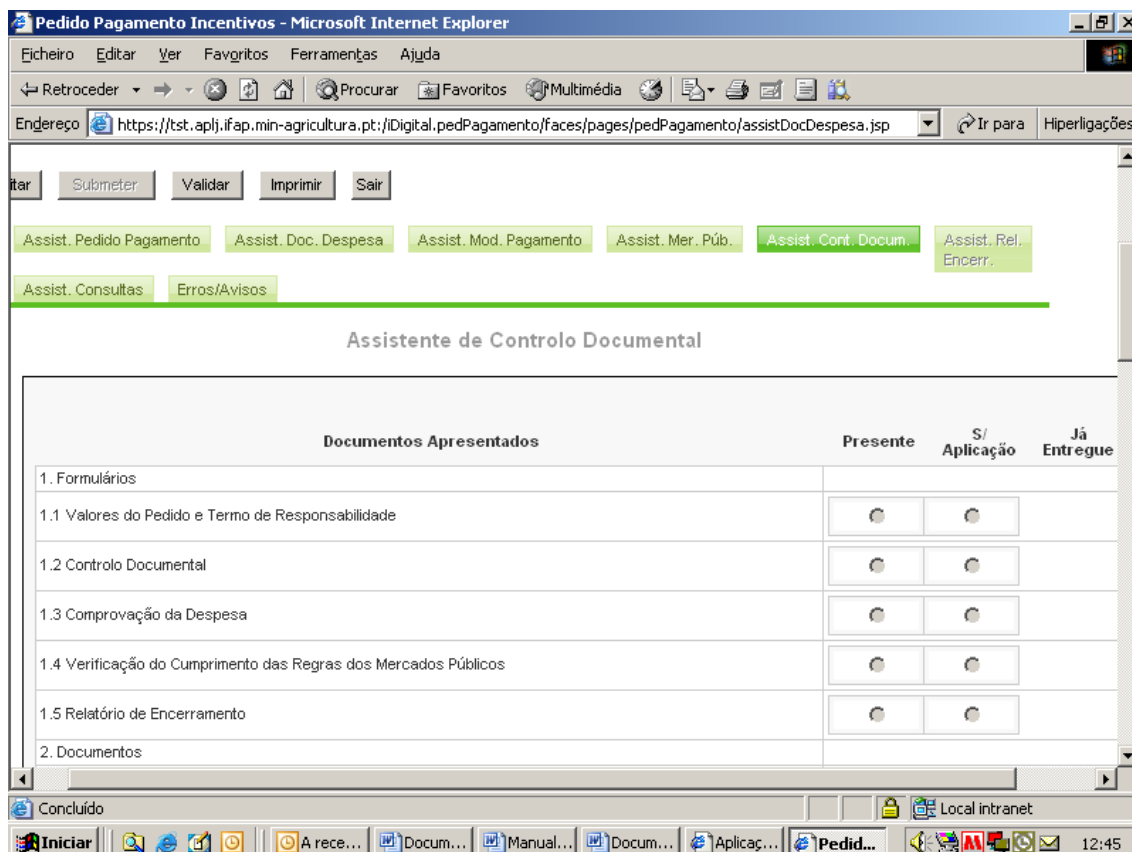 Pedido Pagamento Incentivos - Microsoft Internet Explorer
Ficheiro Editar Ver Favoritos Ferramentas Ajuda
Retroceder Procurar Favoritos Multimédia
Endereço https://tst.aplj.ifap.min-agricultura.pt:/iDigital.pedPagamento/faces/pages/pedPagamento/assistDocDespesa.jsp Ir para Hiperligações
itar Submeter Validar Imprimir Sair
Assist. Pedido Pagamento Assist. Doc. Despesa Assist. Mod. Pagamento Assist. Mer. Púb. Assist. Cont. Docum. Assist. Rel. Encerr.
Assist. Consultas Erros/Avisos
Assistente de Controlo Documental
Documentos Apresentados Presente S/ Aplicação Já Entregue
1. Formulários
1.1 Valores do Pedido e Termo de Responsabilidade
1.2 Controlo Documental
1.3 Comprovação da Despesa
1.4 Verificação do Cumprimento das Regras dos Mercados Públicos
1.5 Relatório de Encerramento
2. Documentos
Concluído Local intranet
Iniciar A rece... Docum... Manual... Docum... Aplicaç... Pedid... 12:45